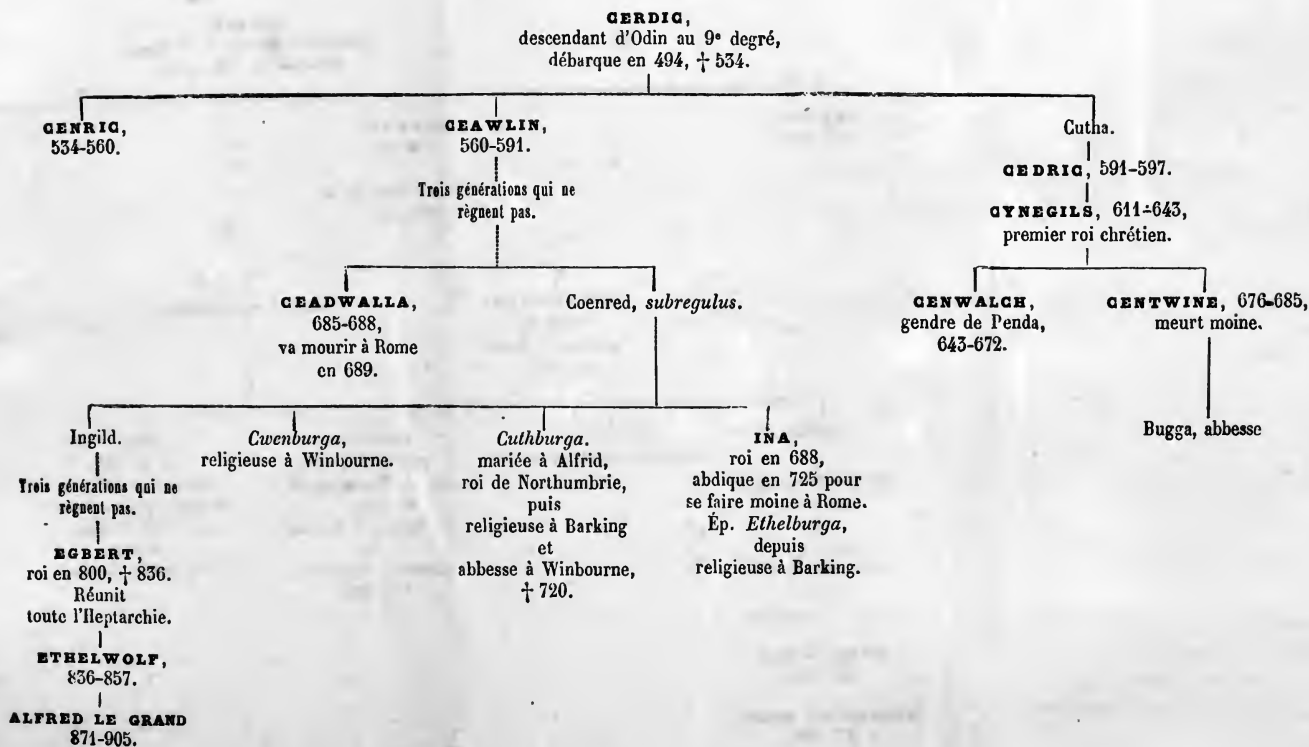 CERDIC,
descendant d'Odin au 9e degré,
débarque en 494, † 534.
CENRIC,
534-560.
CEAWLIN,
560-591.
Trois générations qui ne
règnent pas.
Cutha.
CEDRIC, 591-597.
CYNEGILS, 611-643,
premier roi chrétien.
CEADWALLA,
685-688,
va mourir à Rome
en 689.
Coenred, subregulus.
CENWALCH,
gendre de Penda,
643-672.
CENTWINE, 676-685,
meurt moine.
Bugga, abbesse
Ingild.
Trois générations qui ne
règnent pas.
EGBERT,
roi en 800, † 836.
Réunit
toute l'Heptarchie.
ETHELWOLF,
836-857.
ALFRED LE GRAND
871-905.
Cwenburga,
religieuse à Winbourne.
Cuthburga.
mariée à Alfrid,
roi de Northumbrie,
puis
religieuse à Barking
et
abbesse à Winbourne,
† 720.
INA,
roi en 688,
abdique en 725 pour
se faire moine à Rome.
Ép. Ethelburga,
depuis
religieuse à Barking.